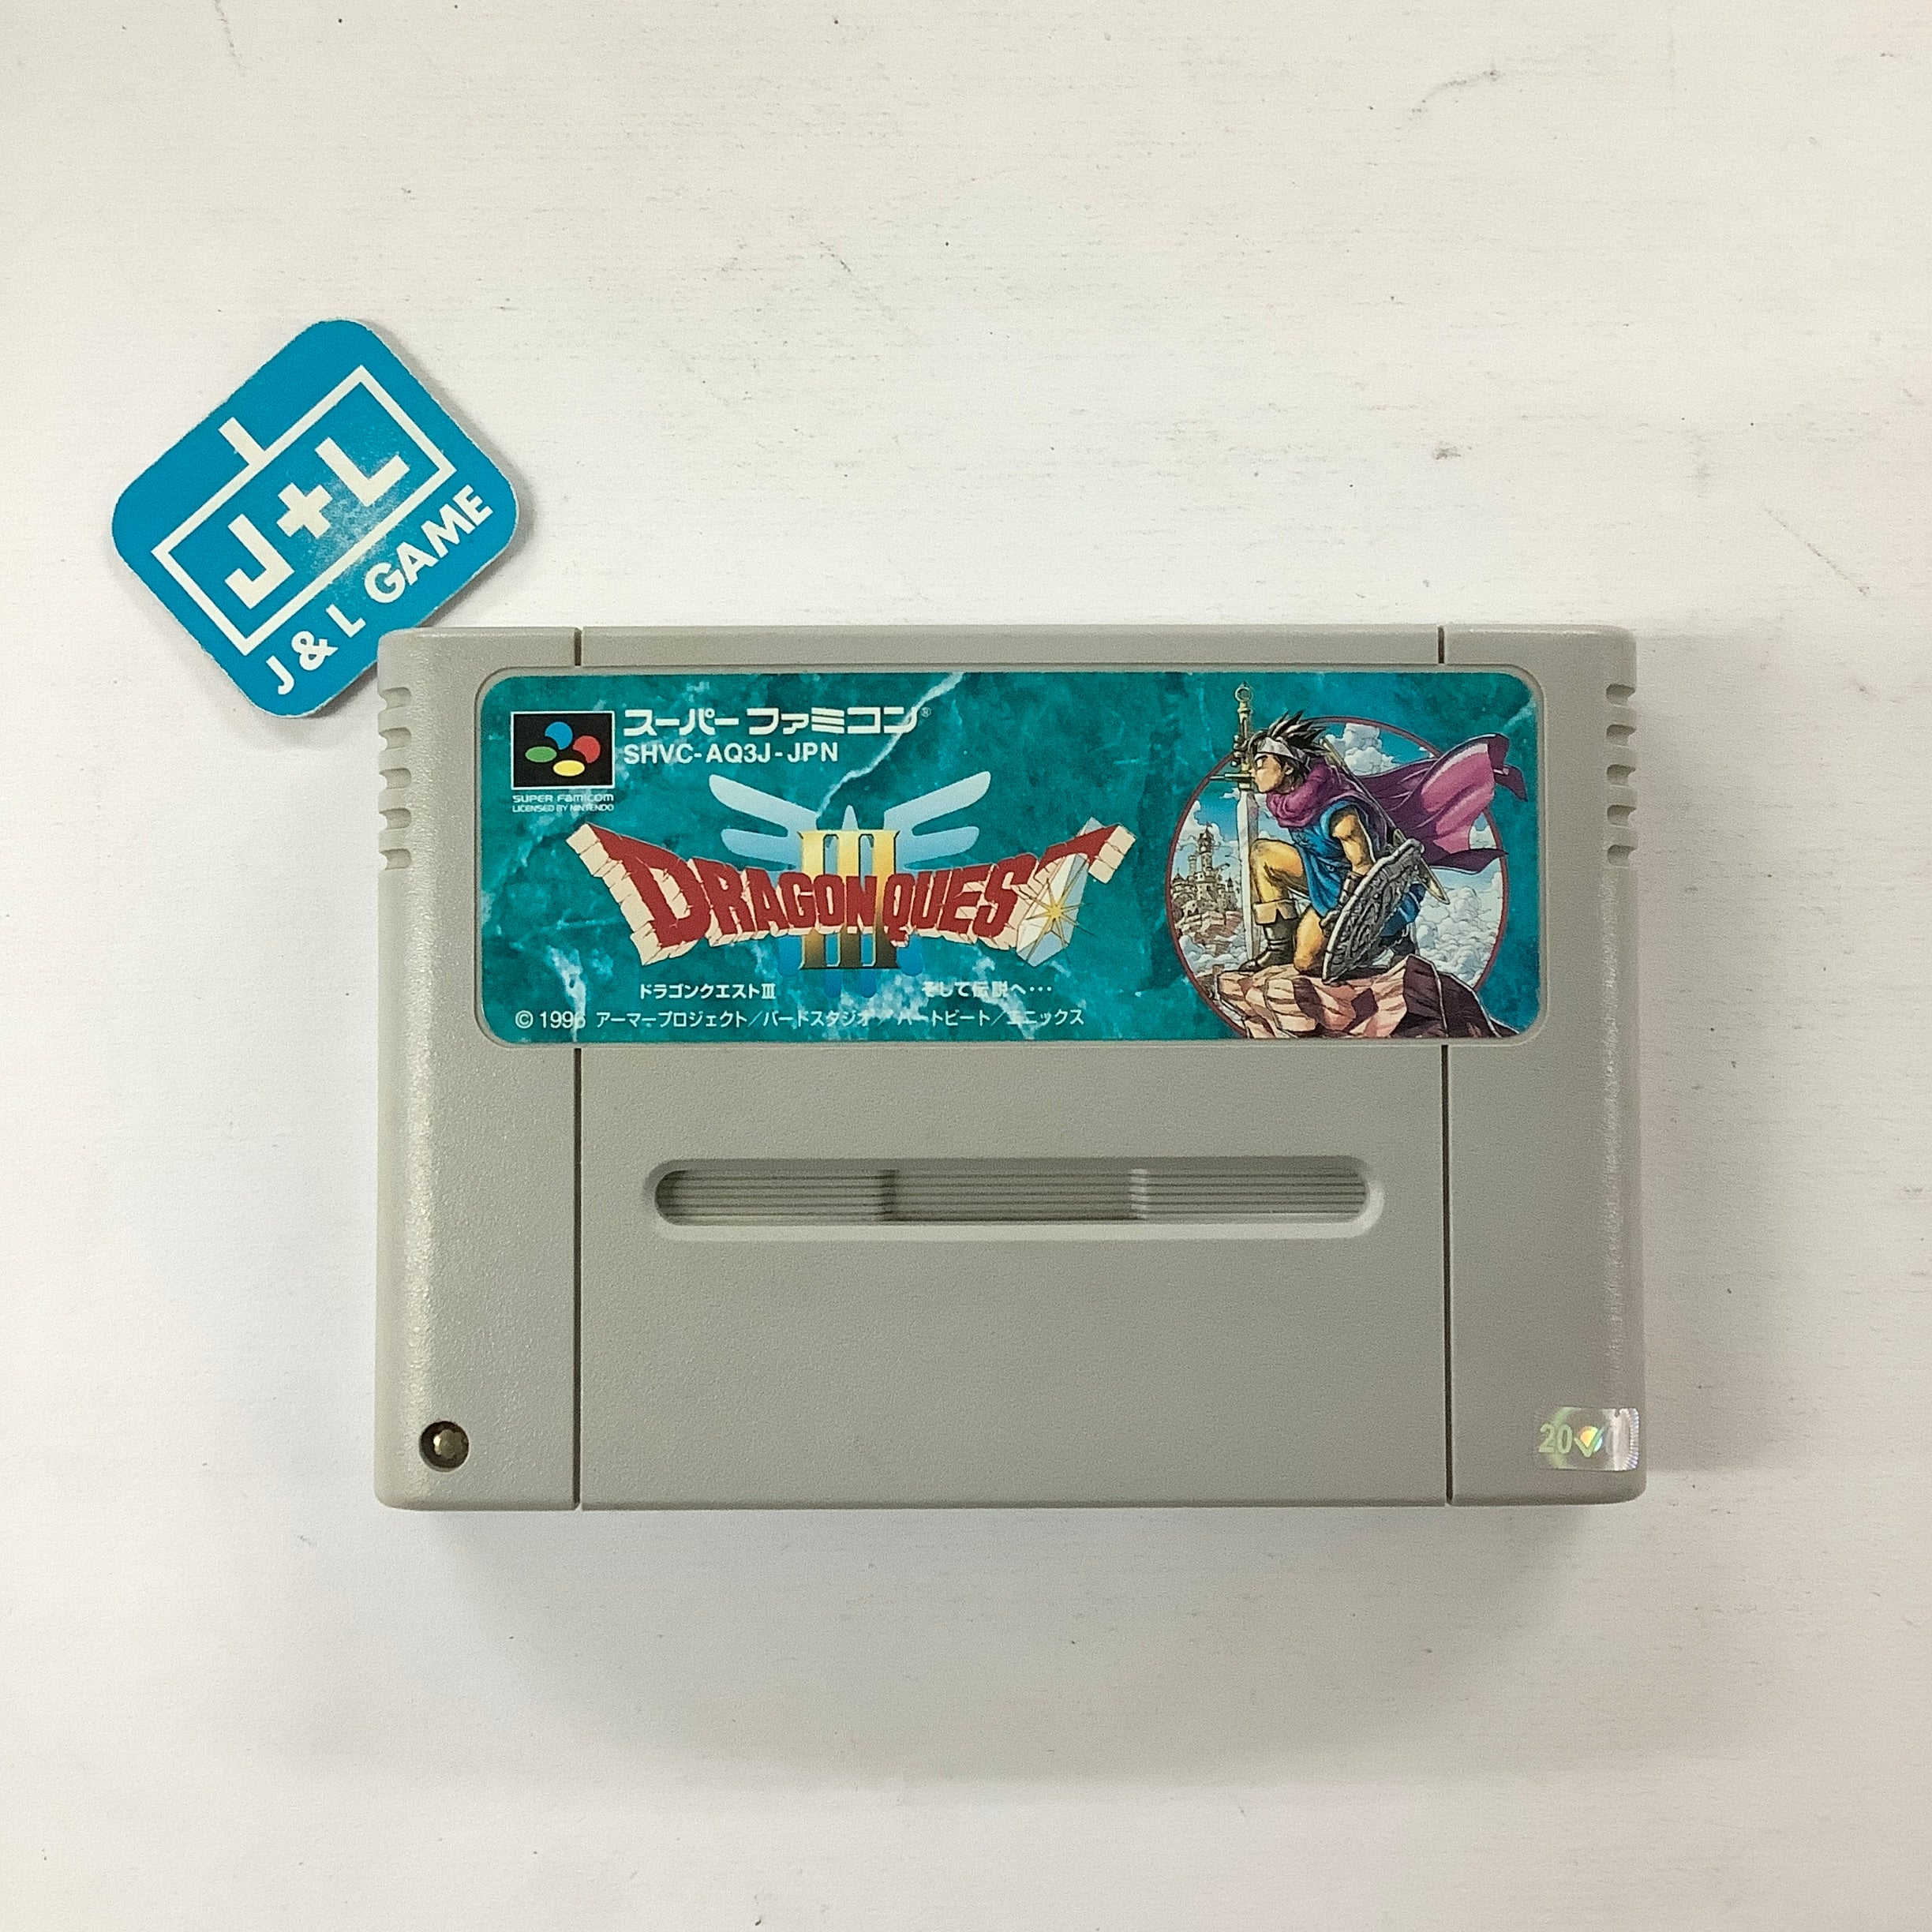 J+L
J & L GAME
スーパーファミコン®
SHVC-AQ3J-JPN
SUPER FAMICOM
LICENSED BY NINTENDO
DRAGON QUEST
III
ドラゴンクエストIII そして伝説へ…
© 1996 アーマープロジェクト/バードスタジオ/ハートビート/エニックス